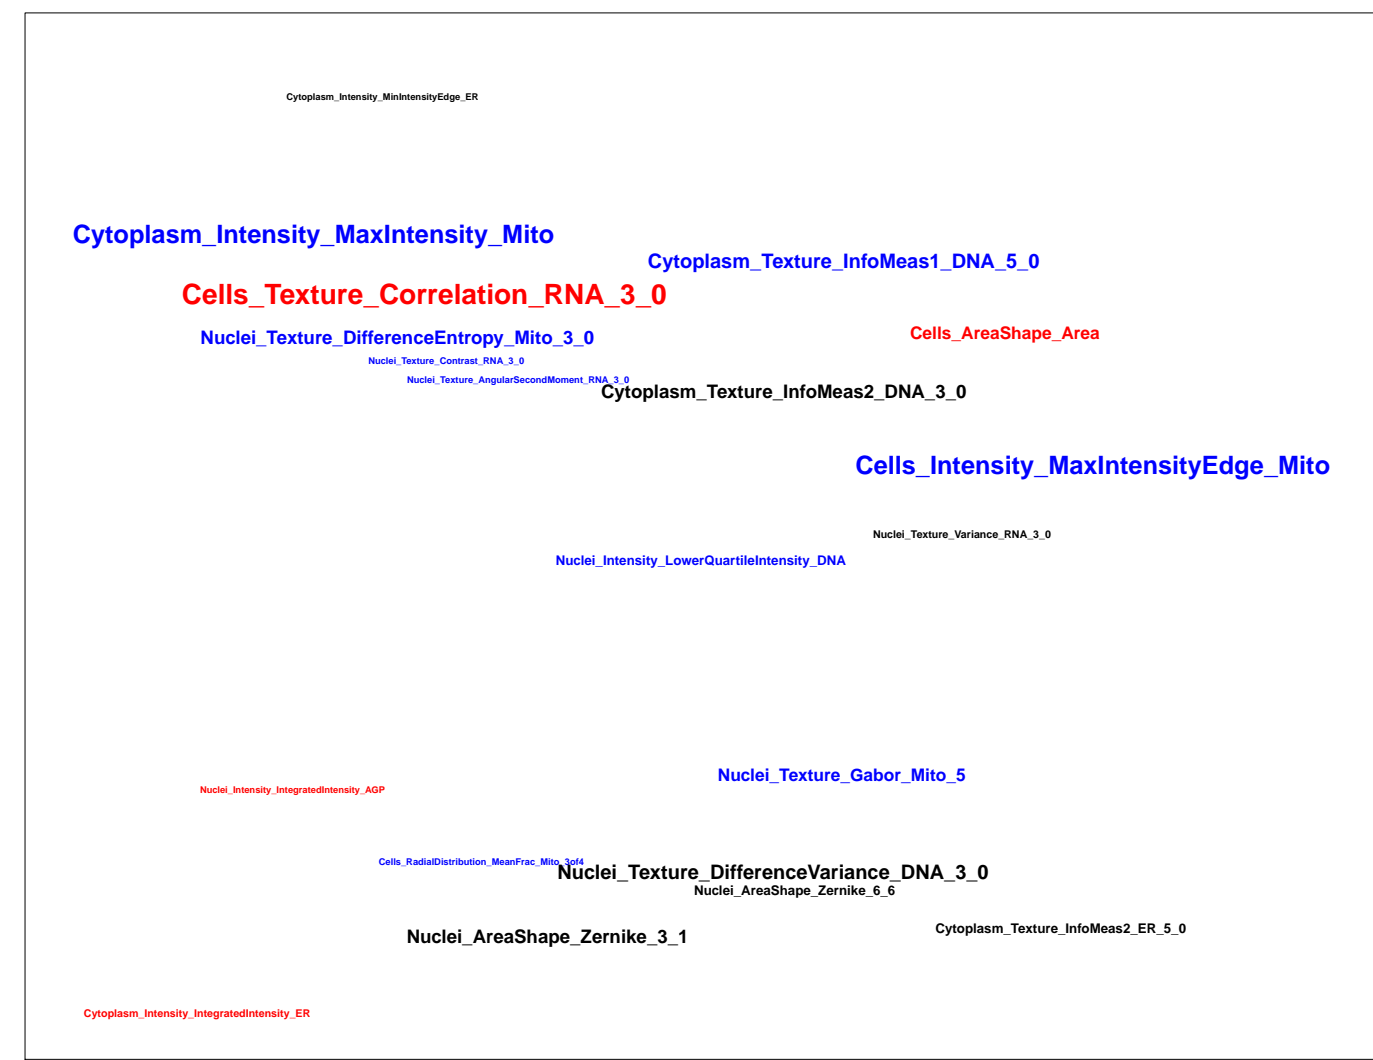 Cytoplasm_Intensity_MinIntensityEdge_ER
Cytoplasm_Intensity_MaxIntensity_Mito
Cytoplasm_Texture_InfoMeas1_DNA_5_0
Cells_Texture_Correlation_RNA_3_0
Cells_AreaShape_Area
Nuclei_Texture_DifferenceEntropy_Mito_3_0
Nuclei_Texture_Contrast_RNA_3_0
Nuclei_Texture_AngularSecondMoment_RNA_3_0
Cytoplasm_Texture_InfoMeas2_DNA_3_0
Cells_Intensity_MaxIntensityEdge_Mito
Nuclei_Texture_Variance_RNA_3_0
Nuclei_Intensity_LowerQuartileIntensity_DNA
Nuclei_Texture_Gabor_Mito_5
Nuclei_Intensity_IntegratedIntensity_AGP
Cells_RadialDistribution_MeanFrac_Mito_3of4
Nuclei_Texture_DifferenceVariance_DNA_3_0
Nuclei_AreaShape_Zernike_6_6
Cytoplasm_Texture_InfoMeas2_ER_5_0
Nuclei_AreaShape_Zernike_3_1
Cytoplasm_Intensity_IntegratedIntensity_ER